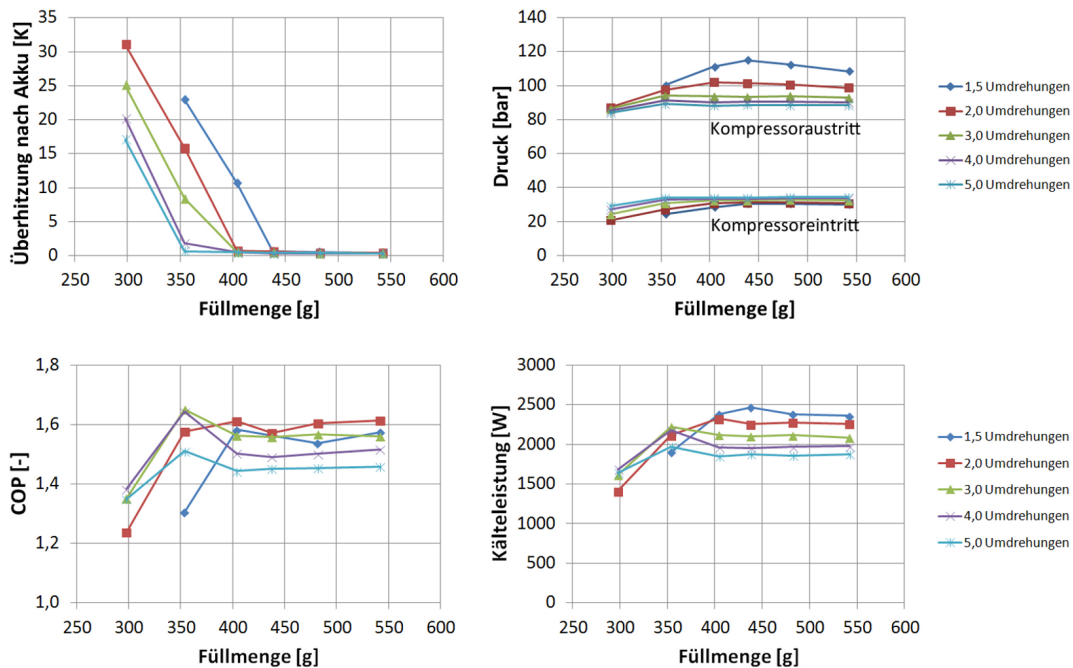 35
30
25
20
15
10
5
0
250 300 350 400 450 500 550 600
Überhitzung nach Akku [K]
Füllmenge [g]
140
120
100
80
60
40
20
0
250 300 350 400 450 500 550 600
Druck [bar]
Füllmenge [g]
Kompressoraustritt
Kompressoreintritt
1,5 Umdrehungen
2,0 Umdrehungen
3,0 Umdrehungen
4,0 Umdrehungen
5,0 Umdrehungen
1,8
1,6
1,4
1,2
1,0
250 300 350 400 450 500 550 600
COP [-]
Füllmenge [g]
3000
2500
2000
1500
1000
500
0
250 300 350 400 450 500 550 600
Kälteleistung [W]
Füllmenge [g]
1,5 Umdrehungen
2,0 Umdrehungen
3,0 Umdrehungen
4,0 Umdrehungen
5,0 Umdrehungen